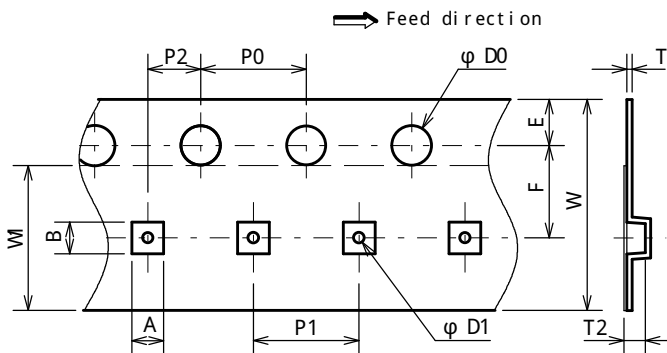 Feed direction
P2
P0
φ D0
T
E
F
W
W1
B
A
P1
φ D1
T2